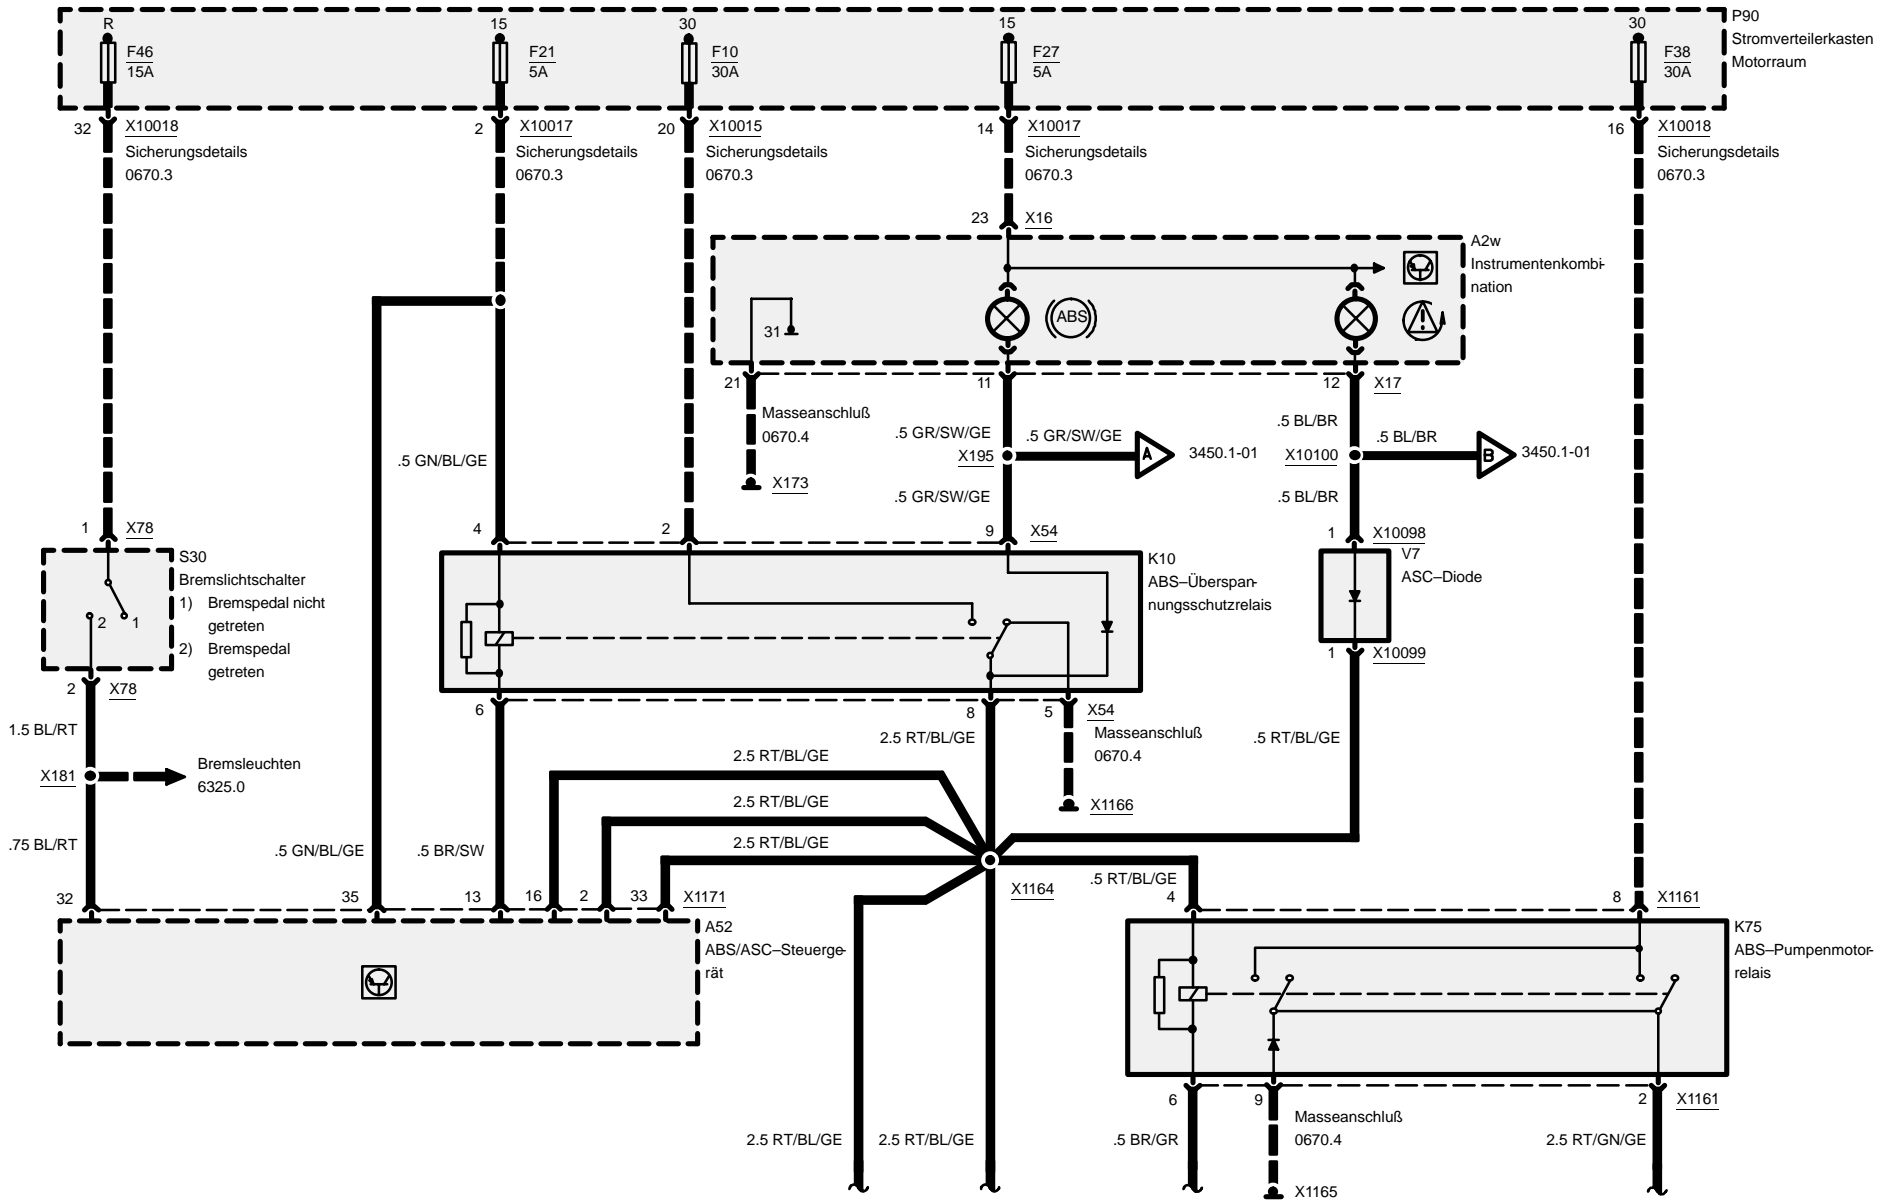 R
15
30
15
30
P90
Stromverteilerkasten
Motorraum
F46
15A
F21
5A
F10
30A
F27
5A
F38
30A
32
X10018
Sicherungsdetails
0670.3
2
X10017
Sicherungsdetails
0670.3
20
X10015
Sicherungsdetails
0670.3
14
X10017
Sicherungsdetails
0670.3
16
X10018
Sicherungsdetails
0670.3
23
X16
A2w
Instrumentenkombi-
nation
31
ABS
21
11
12
X17
Masseanschluß
0670.4
X173
.5 GR/SW/GE
.5 GR/SW/GE
X195
A
3450.1-01
.5 GR/SW/GE
.5 BL/BR
.5 BL/BR
X10100
B
3450.1-01
.5 BL/BR
.5 GN/BL/GE
1
X78
S30
Bremslichtschalter
1) Bremspedal nicht
getreten
2) Bremspedal
getreten
2
1
2
X78
4
2
9
X54
K10
ABS–Überspan-
nungsschutzrelais
1
X10098
V7
ASC–Diode
1
X10099
6
8
5
X54
Masseanschluß
0670.4
X1166
1.5 BL/RT
X181
Bremsleuchten
6325.0
.75 BL/RT
2.5 RT/BL/GE
.5 RT/BL/GE
2.5 RT/BL/GE
2.5 RT/BL/GE
2.5 RT/BL/GE
.5 GN/BL/GE
.5 BR/SW
X1164
.5 RT/BL/GE
32
35
13
16
2
33
X1171
A52
ABS/ASC–Steuerge-
rät
4
8
X1161
K75
ABS–Pumpenmotor-
relais
6
9
2
X1161
Masseanschluß
0670.4
X1165
2.5 RT/BL/GE
2.5 RT/BL/GE
.5 BR/GR
2.5 RT/GN/GE